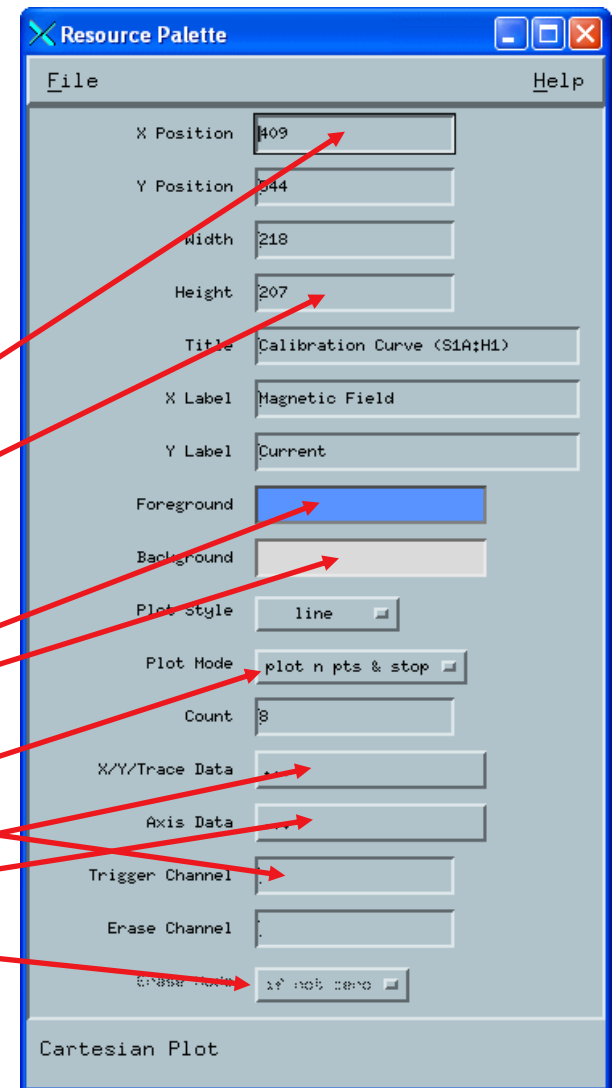 Resource Palette
File Help
X Position 409
Y Position 544
Width 218
Height 207
Title Calibration Curve (S1A:H1)
X Label Magnetic Field
Y Label Current
Foreground
Background
Plot Style line
Plot Mode plot n pts & stop
Count 8
X/Y/Trace Data ...
Axis Data ...
Trigger Channel
Erase Channel
Erase Mode if not zero
Cartesian Plot